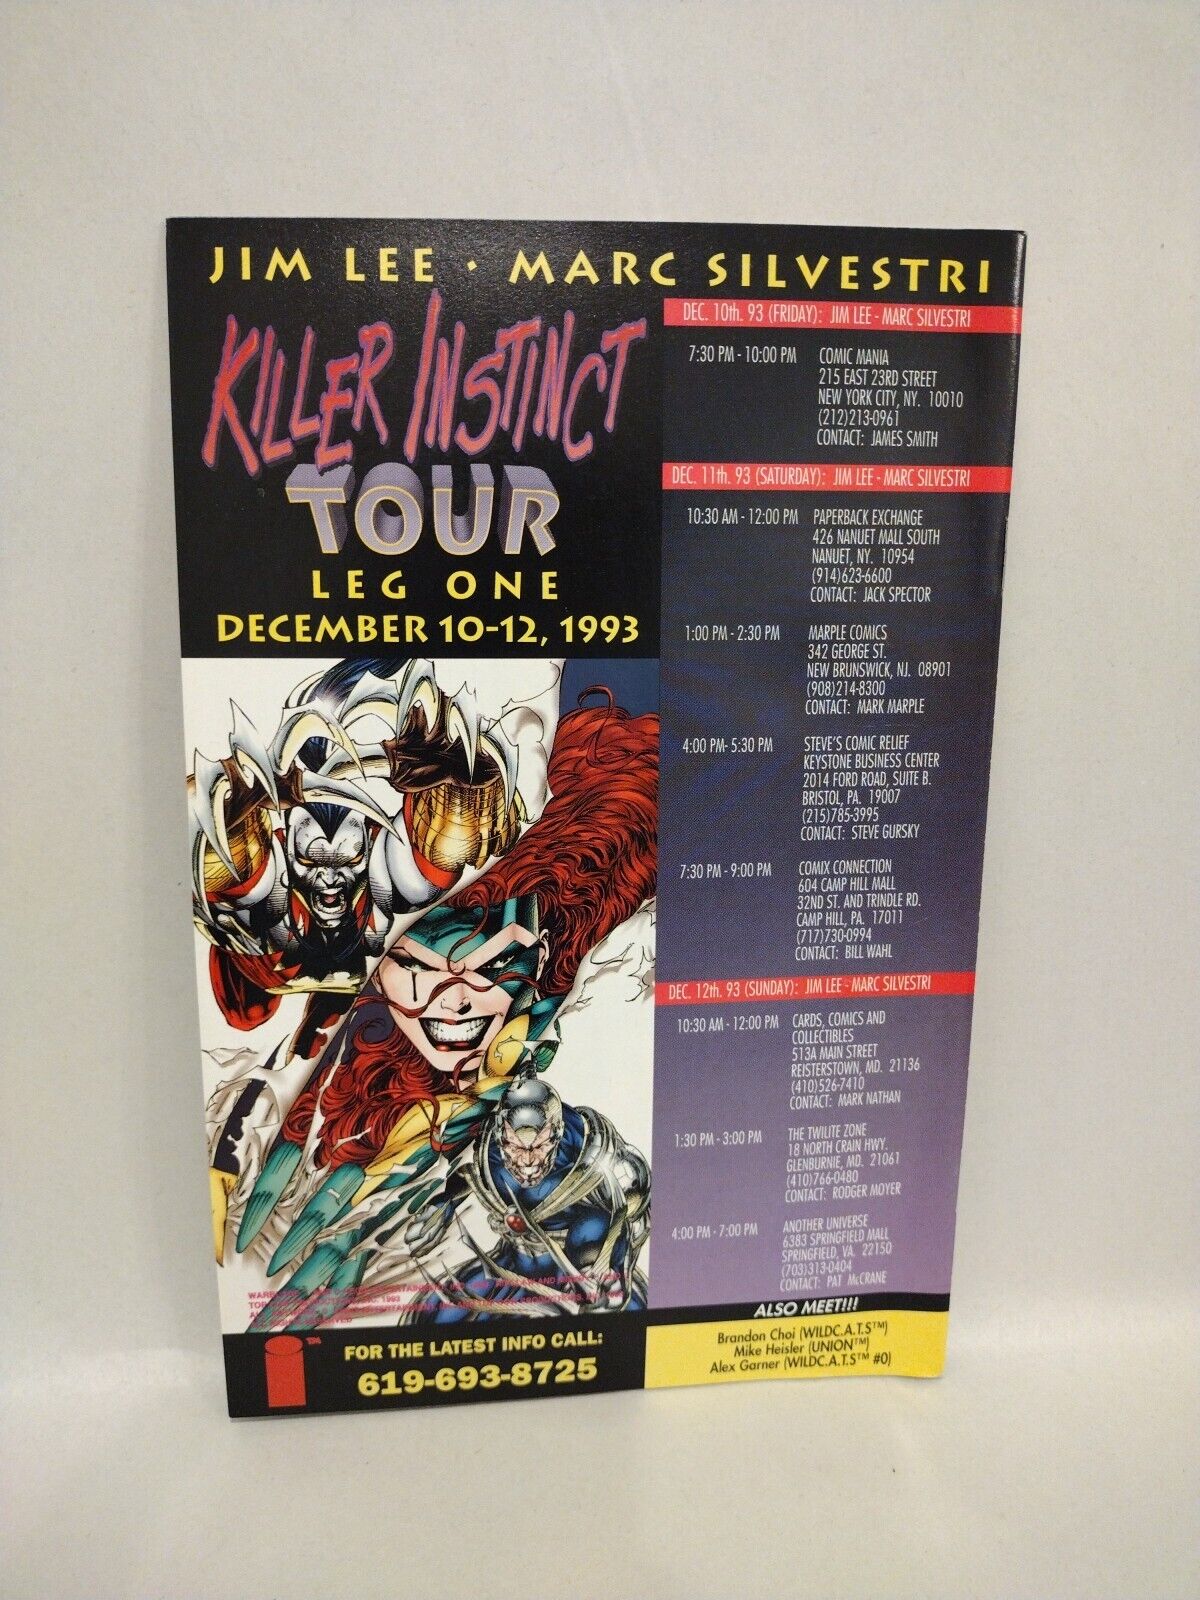 JIM LEE · MARC SILVESTRI
KILLER INSTINCT
TOUR
LEG ONE
DECEMBER 10-12, 1993
DEC. 10th. 93 (FRIDAY): JIM LEE - MARC SILVESTRI
7:30 PM - 10:00 PM COMIC MANIA
215 EAST 23RD STREET
NEW YORK CITY, NY. 10010
(212)213-0961
CONTACT: JAMES SMITH
DEC. 11th. 93 (SATURDAY): JIM LEE - MARC SILVESTRI
10:30 AM - 12:00 PM PAPERBACK EXCHANGE
426 NANUET MALL SOUTH
NANUET, NY. 10954
(914)623-6600
CONTACT: JACK SPECTOR
1:00 PM - 2:30 PM MARPLE COMICS
342 GEORGE ST.
NEW BRUNSWICK, NJ. 08901
(908)214-8300
CONTACT: MARK MARPLE
4:00 PM- 5:30 PM STEVE'S COMIC RELIEF
KEYSTONE BUSINESS CENTER
2014 FORD ROAD, SUITE B.
BRISTOL, PA. 19007
(215)785-3995
CONTACT: STEVE GURSKY
7:30 PM - 9:00 PM COMIX CONNECTION
604 CAMP HILL MALL
32ND ST. AND TRINDLE RD.
CAMP HILL, PA. 17011
(717)730-0994
CONTACT: BILL WAHL
DEC. 12th. 93 (SUNDAY): JIM LEE - MARC SILVESTRI
10:30 AM - 12:00 PM CARDS, COMICS AND
COLLECTIBLES
513A MAIN STREET
REISTERSTOWN, MD. 21136
(410)526-7410
CONTACT: MARK NATHAN
1:30 PM - 3:00 PM THE TWILITE ZONE
18 NORTH CRAIN HWY.
GLENBURNIE, MD. 21061
(410)766-0480
CONTACT: RODGER MOYER
4:00 PM - 7:00 PM ANOTHER UNIVERSE
6383 SPRINGFIELD MALL
SPRINGFIELD, VA. 22150
(703)313-0404
CONTACT: PAT McCRANE
ALSO MEET!!!
Brandon Choi (WILDC.A.T.S™)
Mike Heisler (UNION™)
Alex Garner (WILDC.A.T.S™ #0)
TM
FOR THE LATEST INFO CALL:
619-693-8725